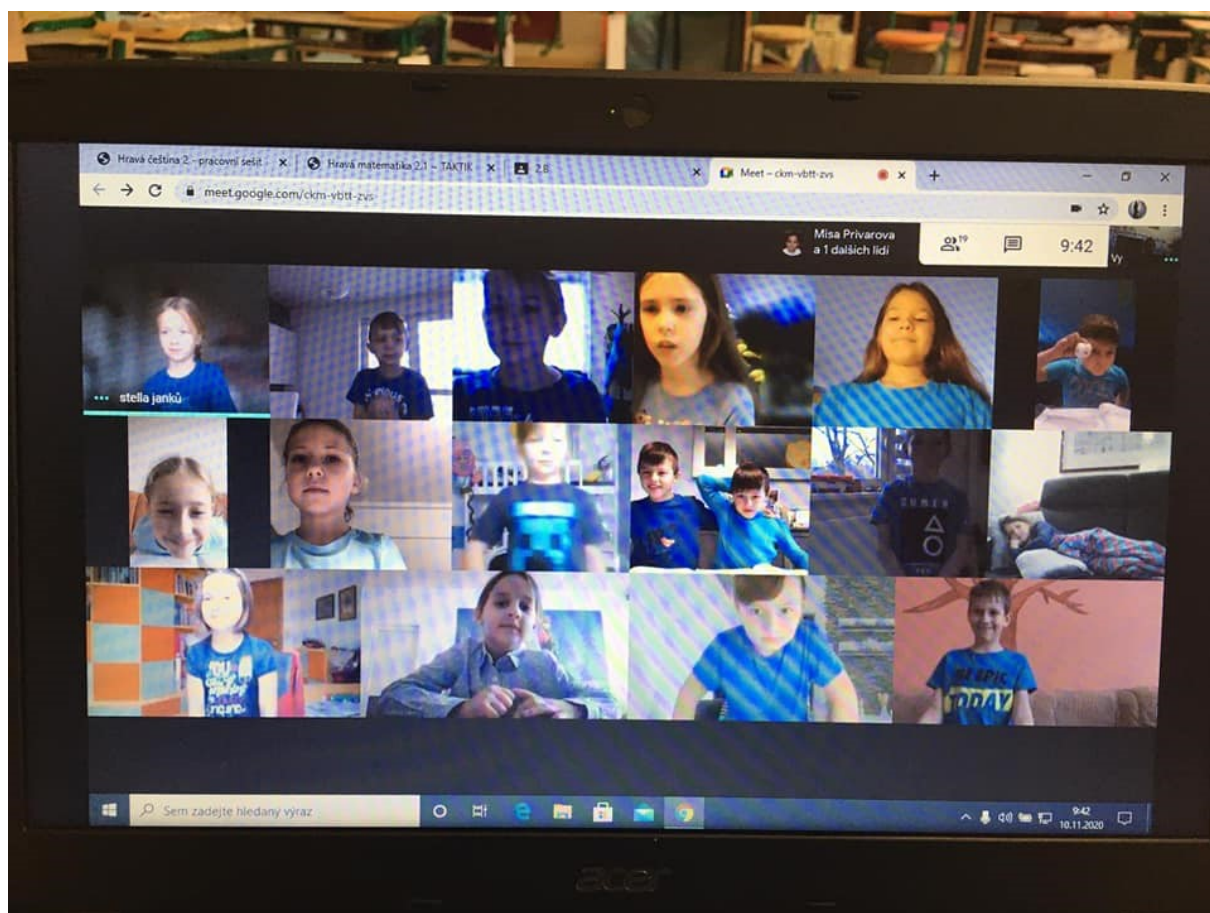 Hravá čeština 2 - pracovní sešit
Hravá matematika 2.1 – TAKTIK
2.B
Meet – ckm-vbtt-zvs
meet.google.com/ckm-vbtt-zvs
Misa Privarova
a 1 dalších lidí
19
9:42
Vy
stella janků
TODAY
Sem zadejte hledaný výraz
9:42
10.11.2020
acer